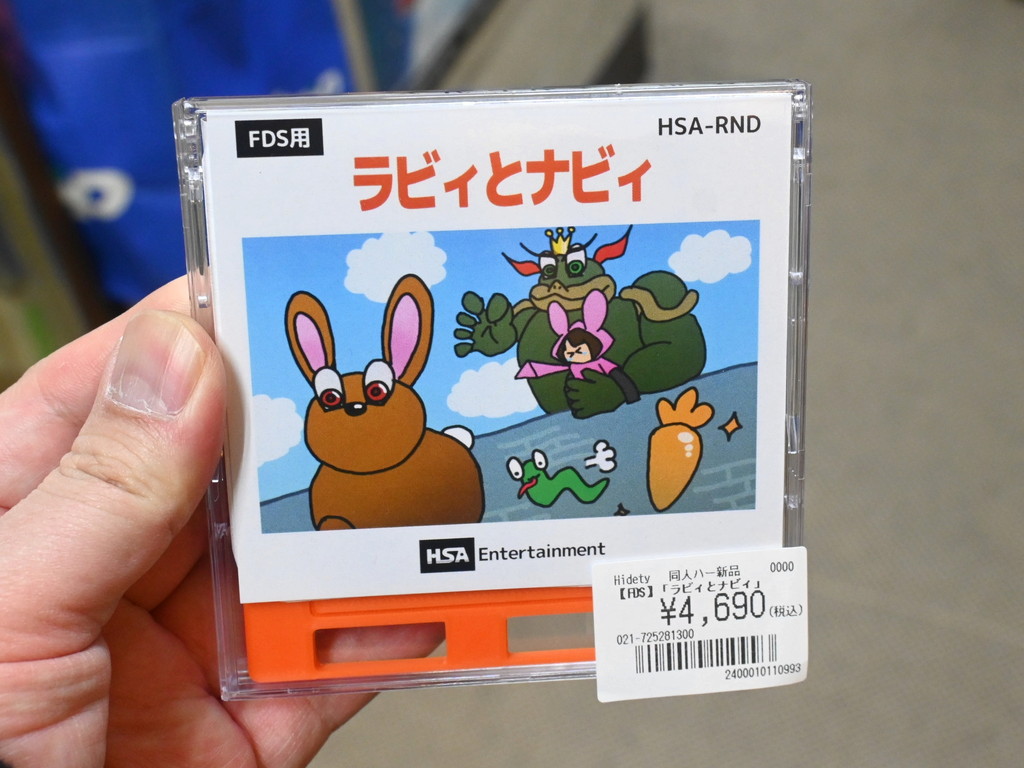 FDS用
HSA-RND
ラビィとナビィ
HSA Entertainment
Hidety 同人ハー新品 0000
【FDS】「ラビィとナビィ」
¥4,690(税込)
021-725281300
2400010110993